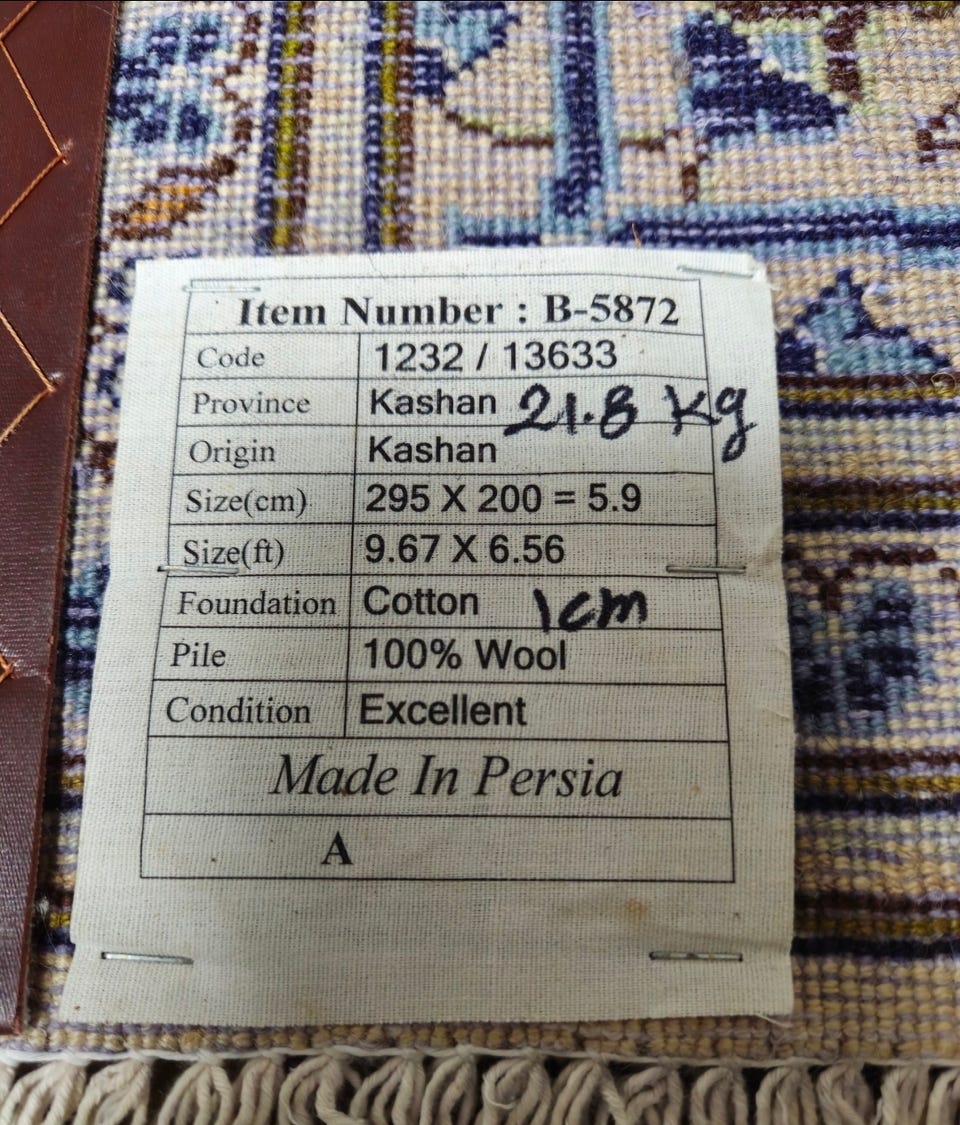 Item Number : B-5872
Code 1232 / 13633
Province Kashan 21.8 kg
Origin Kashan
Size(cm) 295 X 200 = 5.9
Size(ft) 9.67 X 6.56
Foundation Cotton 1cm
Pile 100% Wool
Condition Excellent
Made In Persia
A